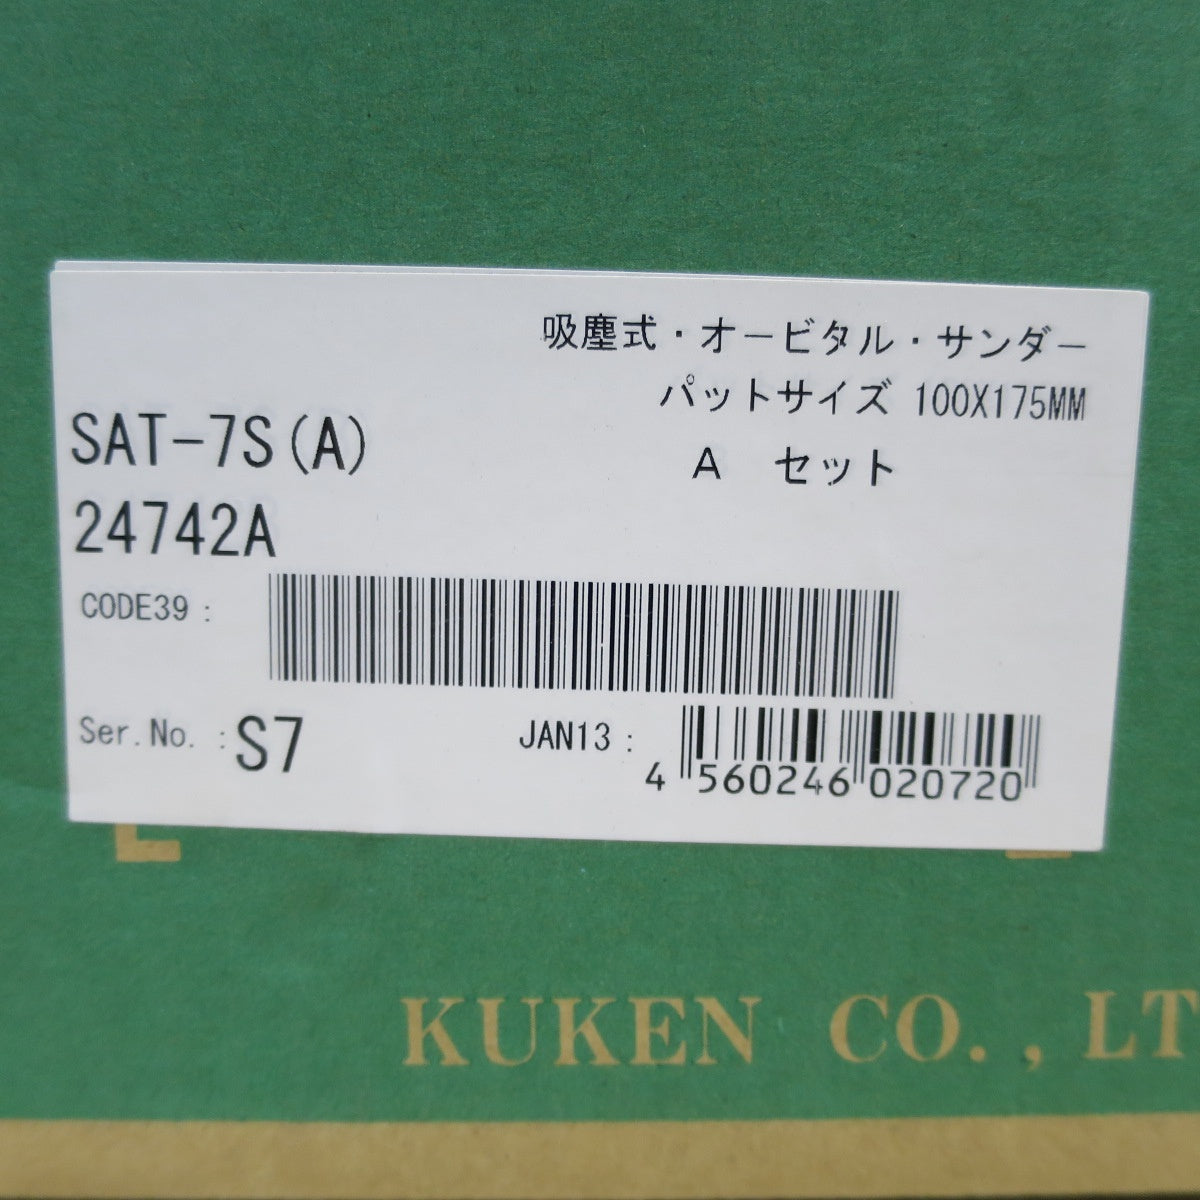 吸塵式・オービタル・サンダー
パットサイズ 100X175MM
SAT-7S(A)
A セット
24742A
CODE39 :
Ser.No. : S7
JAN13 :
4 560246 020720
KUKEN CO., LT